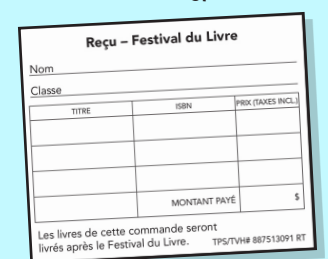 Reçu – Festival du Livre
Nom
Classe
TITRE ISBN PRIX (TAXES INCL.)
MONTANT PAYÉ $
Les livres de cette commande seront
livrés après le Festival du Livre. TPS/TVH# 887513091 RT